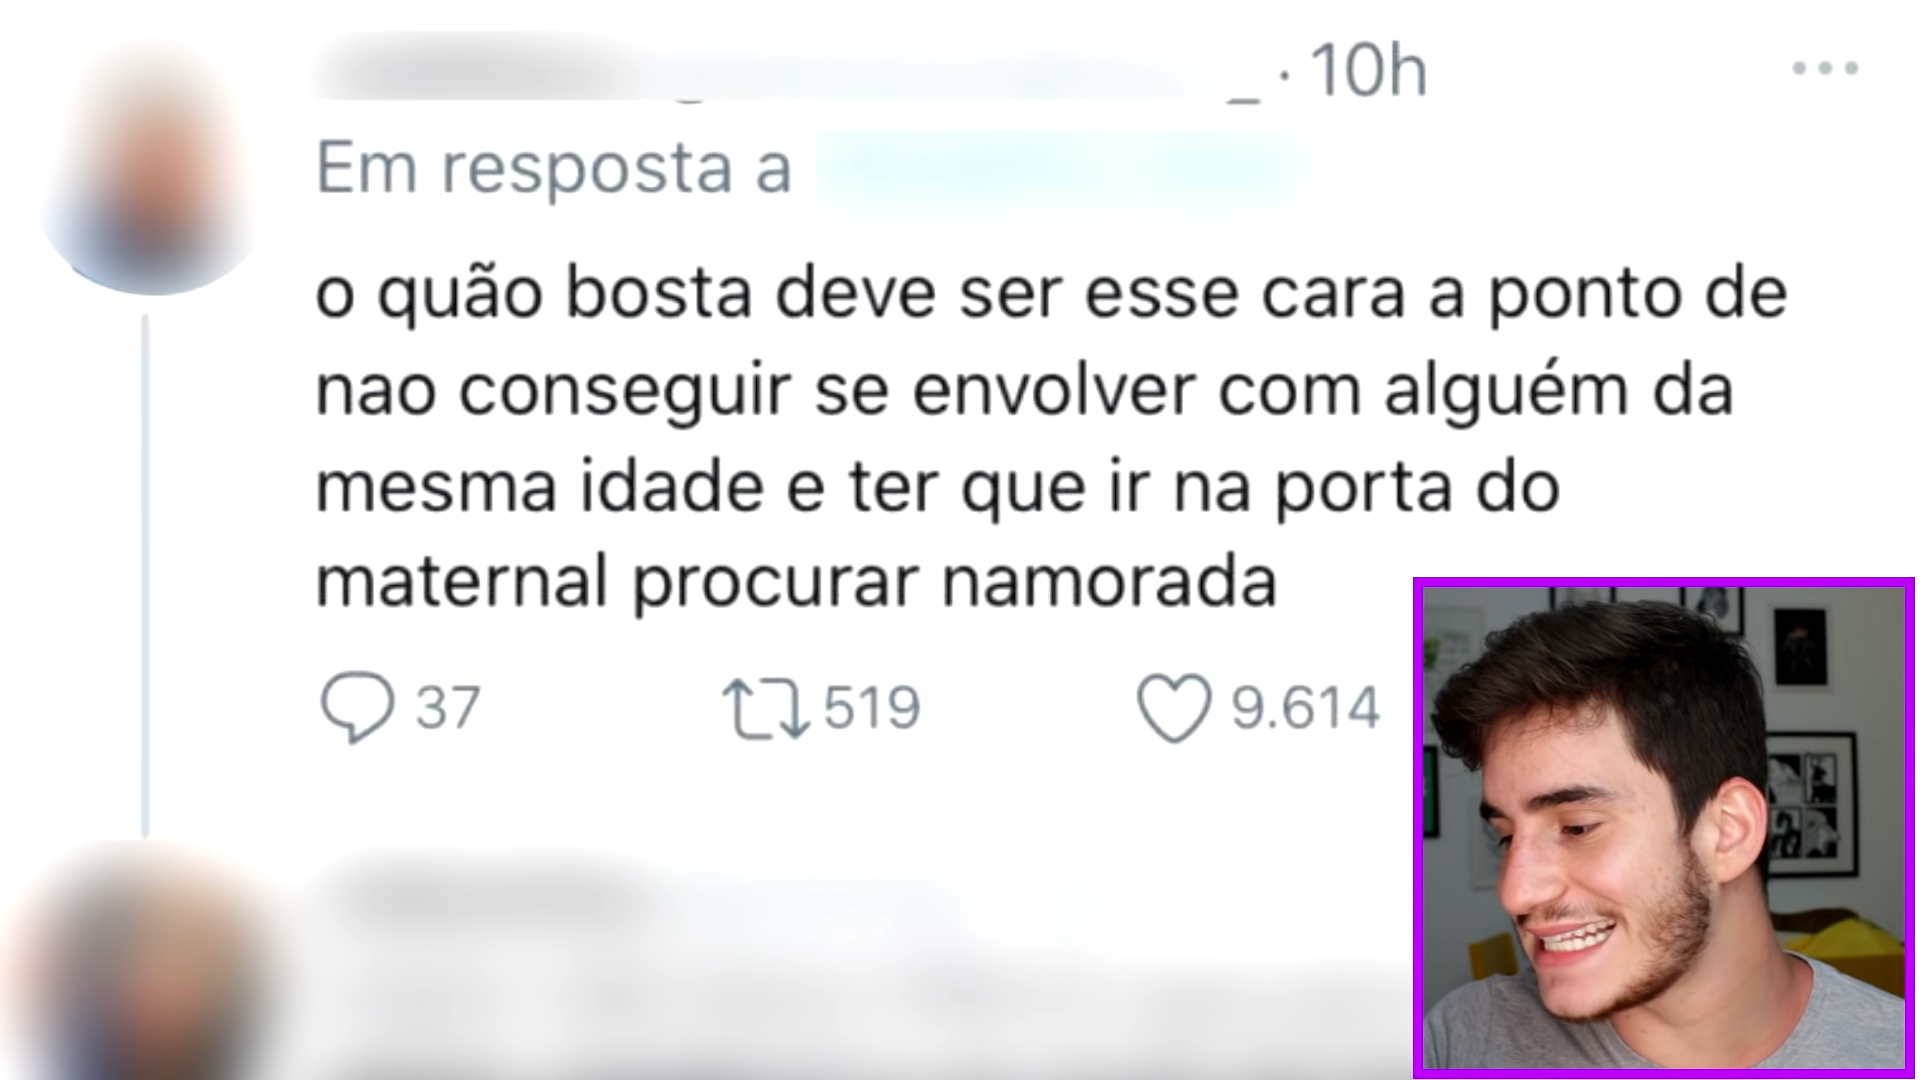 · 10h
Em resposta a
o quão bosta deve ser esse cara a ponto de
nao conseguir se envolver com alguém da
mesma idade e ter que ir na porta do
maternal procurar namorada
37 519 9.614